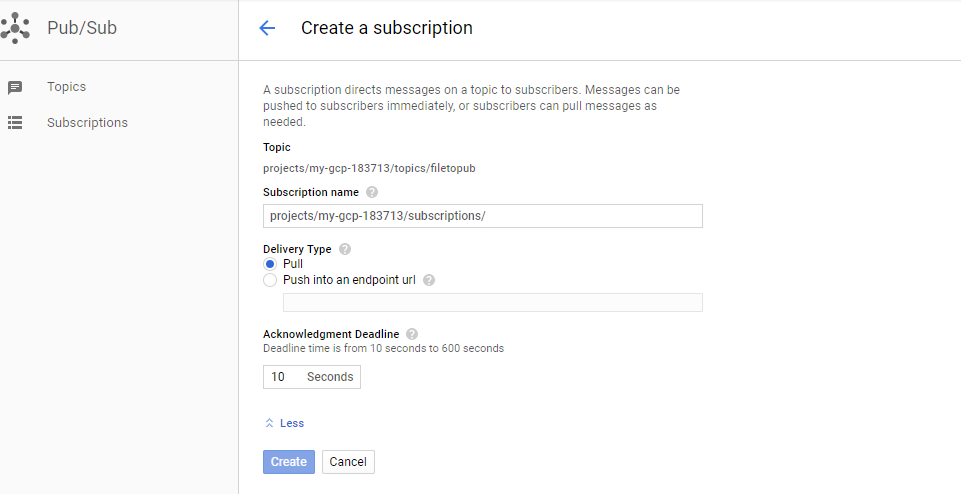 Pub/Sub
Create a subscription
Topics
Subscriptions
A subscription directs messages on a topic to subscribers. Messages can be
pushed to subscribers immediately, or subscribers can pull messages as
needed.
Topic
projects/my-gcp-183713/topics/filetopub
Subscription name ?
projects/my-gcp-183713/subscriptions/
Delivery Type ?
Pull
Push into an endpoint url ?
Acknowledgment Deadline ?
Deadline time is from 10 seconds to 600 seconds
10 Seconds
Less
Create Cancel